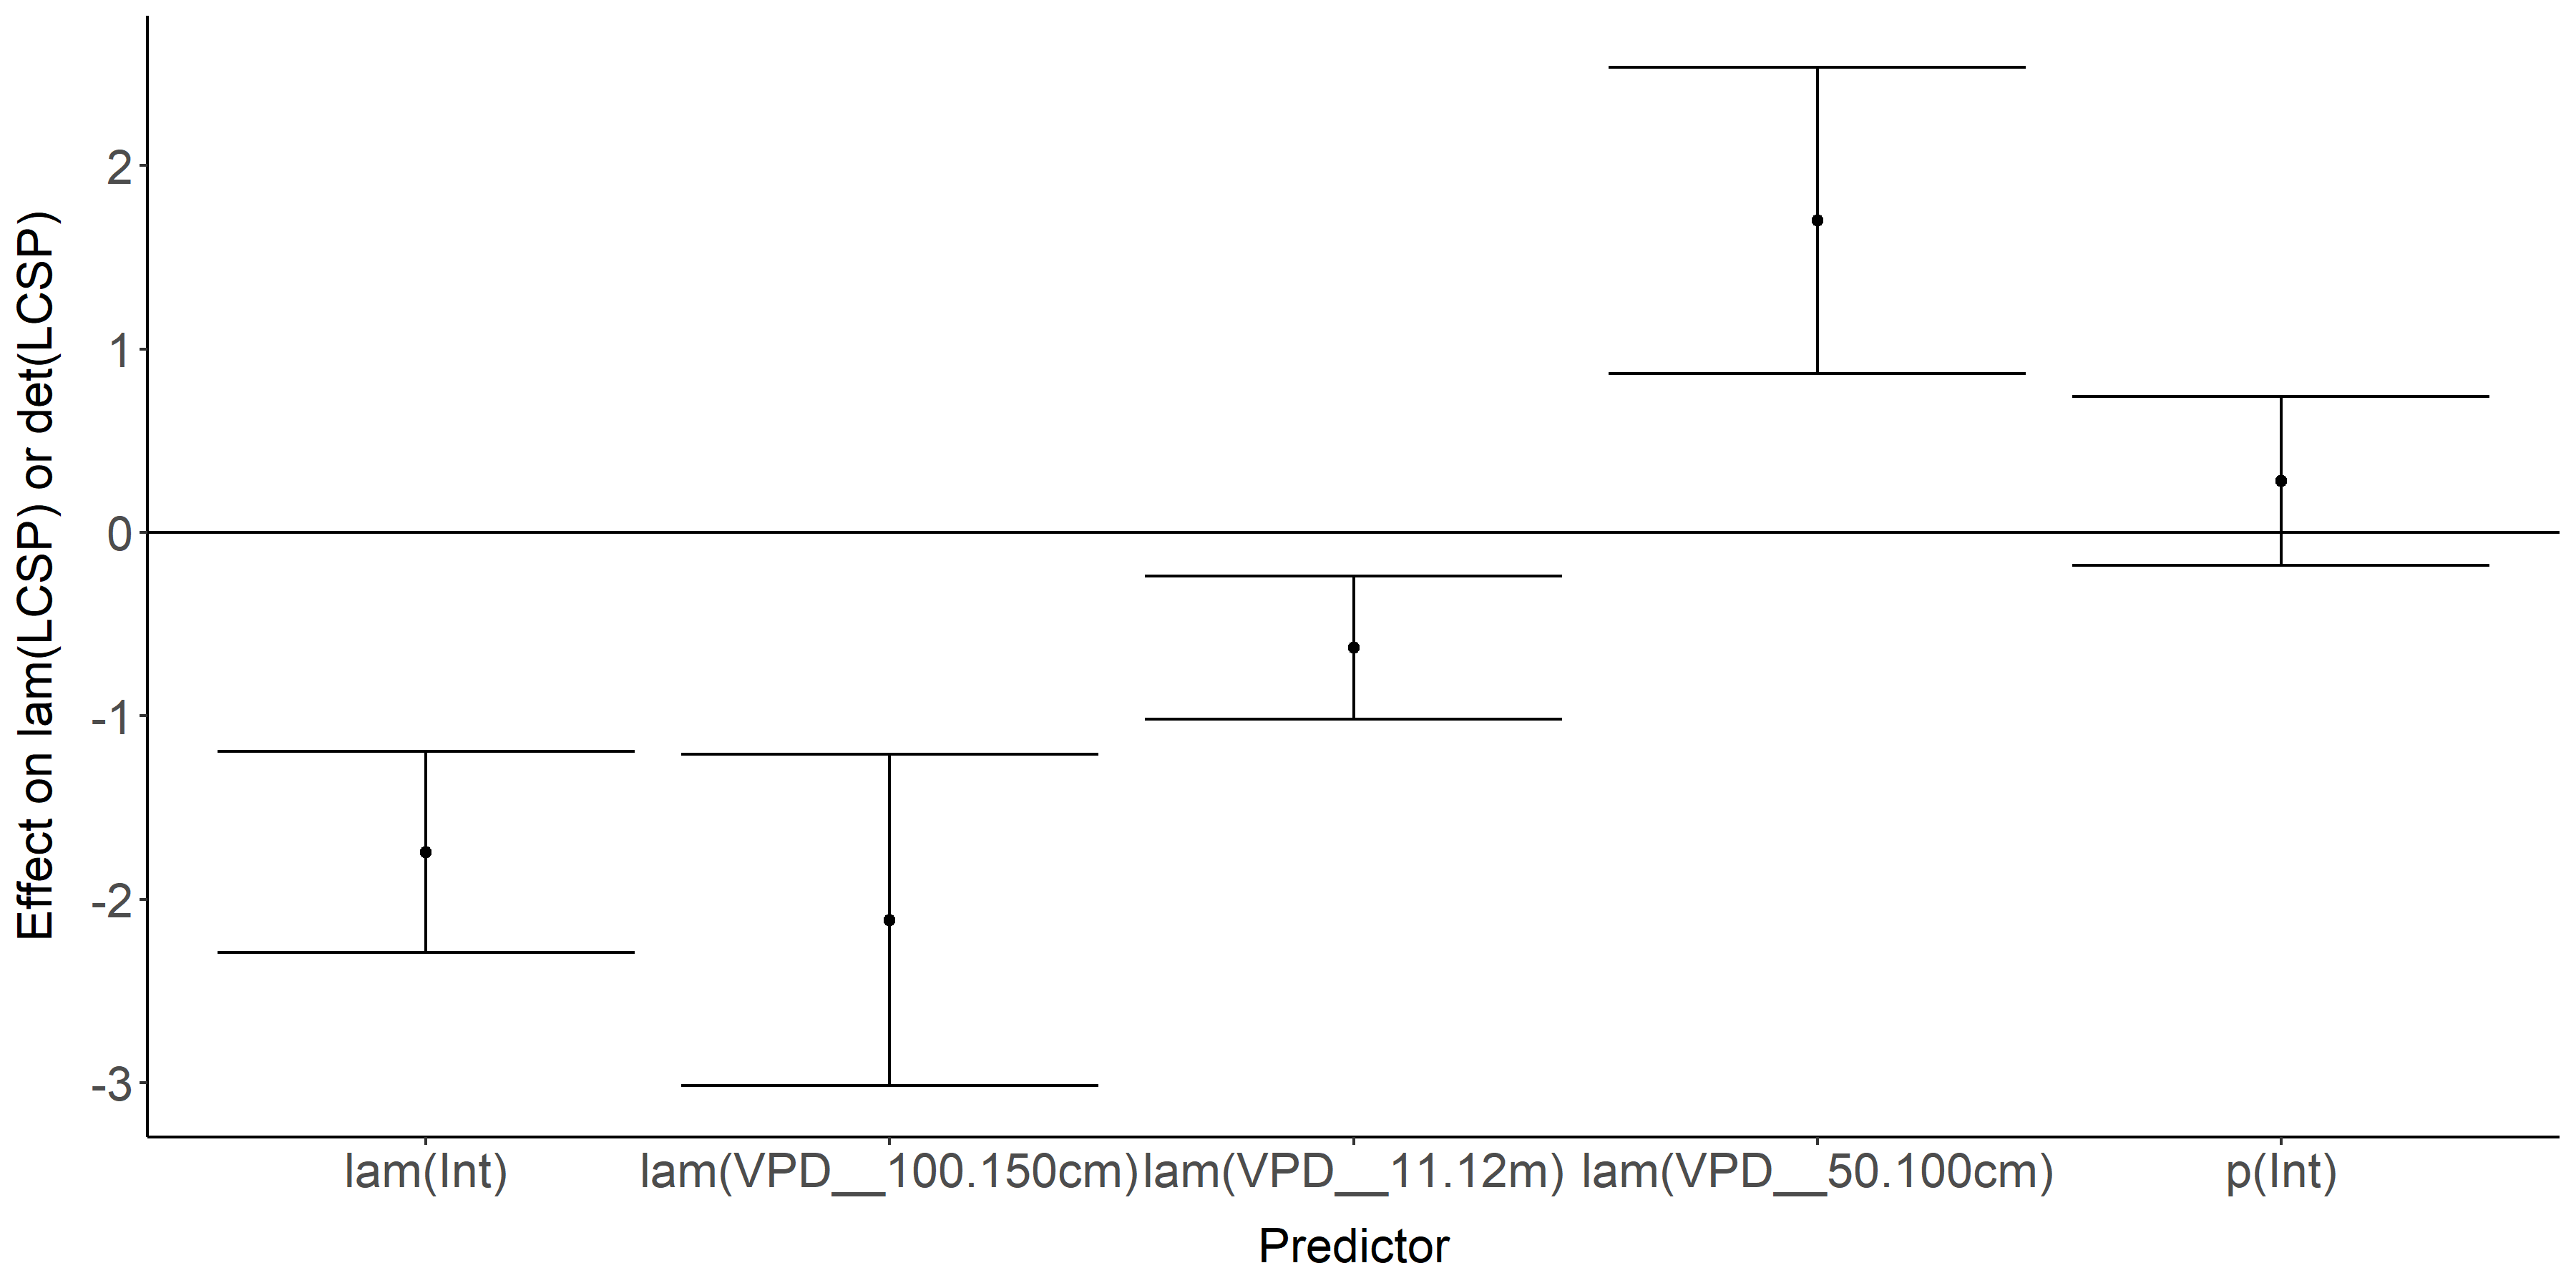 Effect on lam(LCSP) or det(LCSP)
2
1
0
-1
-2
-3
lam(Int)
lam(VPD__100.150cm)
lam(VPD__11.12m)
lam(VPD__50.100cm)
p(Int)
Predictor